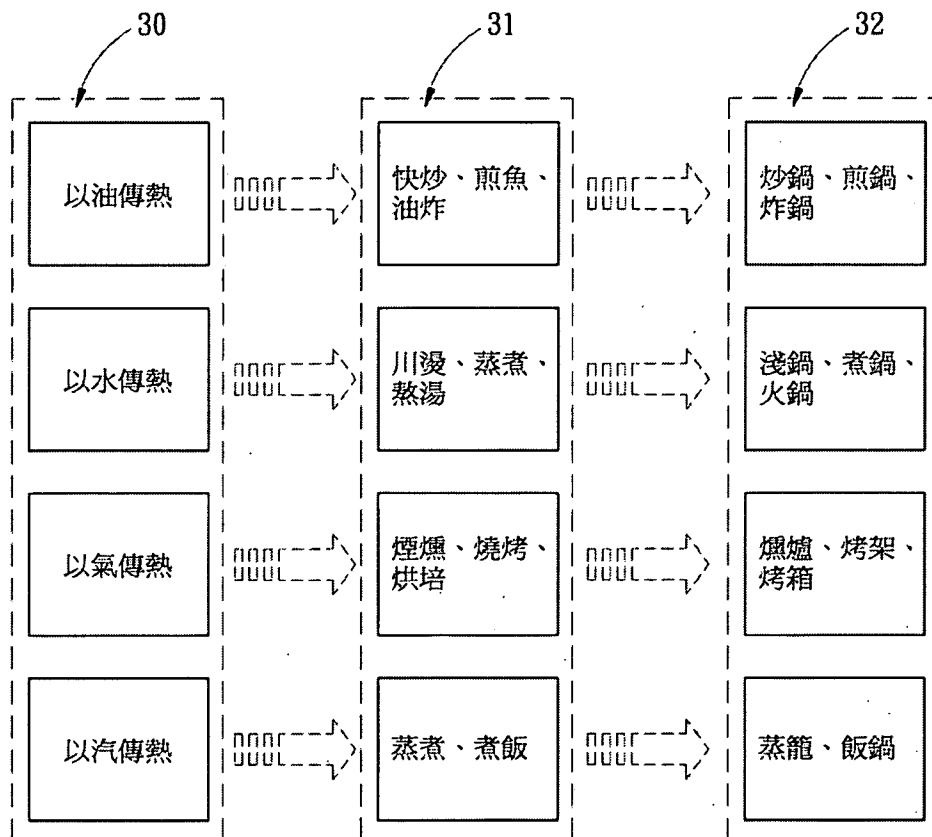 30
31
32
以油傳熱
快炒、煎魚、
油炸
炒鍋、煎鍋、
炸鍋
以水傳熱
川燙、蒸煮、
熬湯
淺鍋、煮鍋、
火鍋
以氣傳熱
煙燻、燒烤、
烘培
燻爐、烤架、
烤箱
以汽傳熱
蒸煮、煮飯
蒸籠、飯鍋